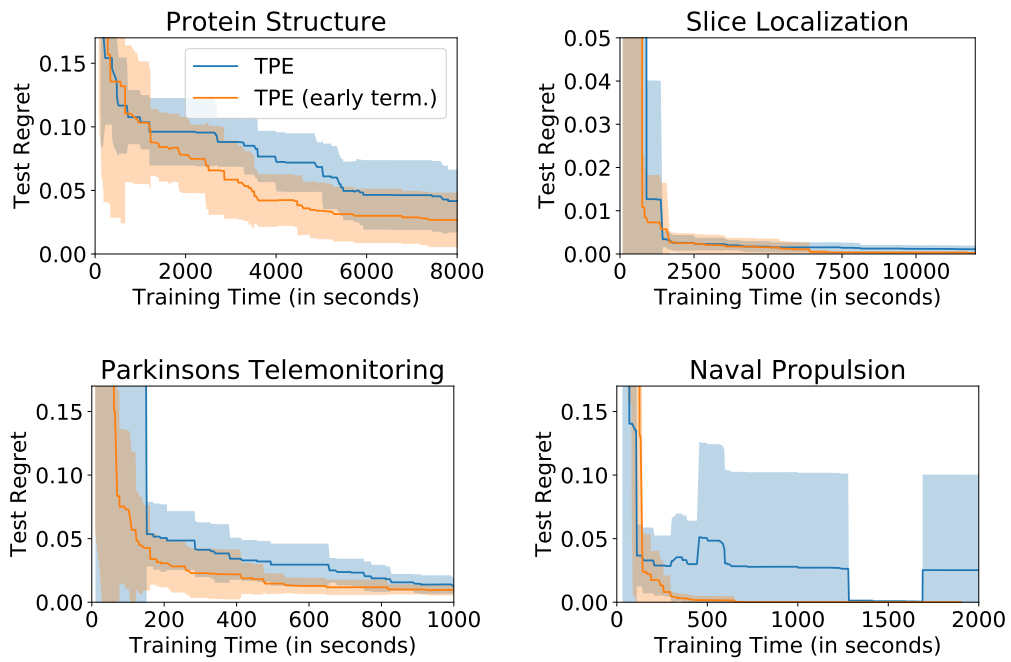 Protein Structure
Test Regret
0.15
0.10
0.05
0.00
TPE
TPE (early term.)
0 2000 4000 6000 8000
Training Time (in seconds)
Slice Localization
Test Regret
0.05
0.04
0.03
0.02
0.01
0.00
0 2500 5000 7500 10000
Training Time (in seconds)
Parkinsons Telemonitoring
Test Regret
0.15
0.10
0.05
0.00
0 200 400 600 800 1000
Training Time (in seconds)
Naval Propulsion
Test Regret
0.15
0.10
0.05
0.00
0 500 1000 1500 2000
Training Time (in seconds)